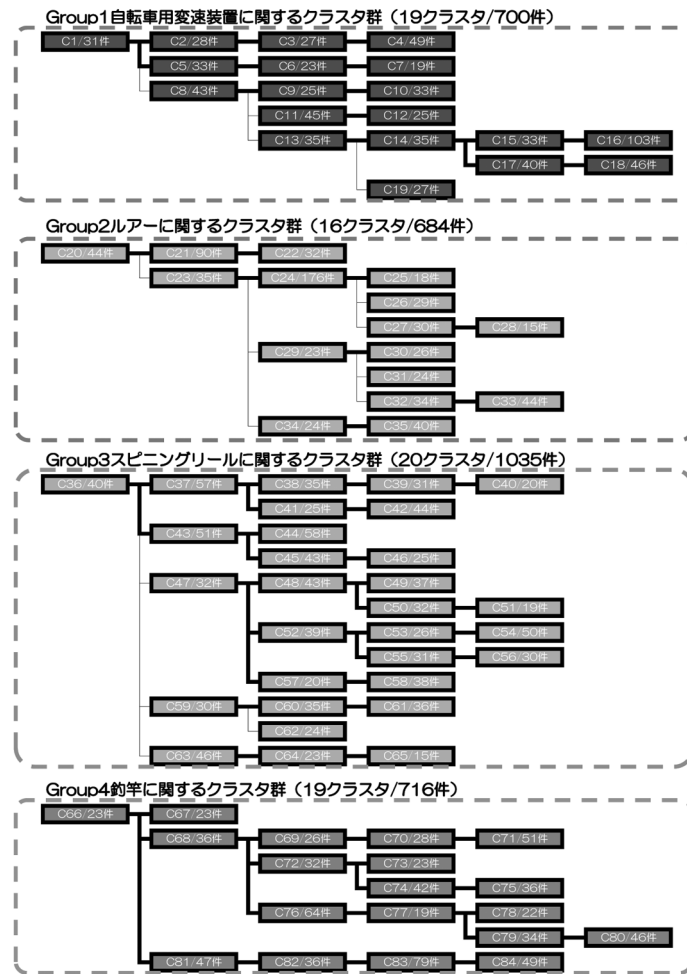 Group1自転車用変速装置に関するクラスタ群（19クラスタ/700件）
C1/31件 C2/28件 C3/27件 C4/49件
C5/33件 C6/23件 C7/19件
C8/43件 C9/25件 C10/33件
C11/45件 C12/25件
C13/35件 C14/35件 C15/33件 C16/103件
C17/40件 C18/46件
C19/27件
Group2ルアーに関するクラスタ群（16クラスタ/684件）
C20/44件 C21/90件 C22/32件
C23/35件 C24/176件 C25/18件
C26/29件
C27/30件 C28/15件
C29/23件 C30/26件
C31/24件
C32/34件 C33/44件
C34/24件 C35/40件
Group3スピニングリールに関するクラスタ群（20クラスタ/1035件）
C36/40件 C37/57件 C38/35件 C39/31件 C40/20件
C41/25件 C42/44件
C43/51件 C44/58件
C45/43件 C46/25件
C47/32件 C48/43件 C49/37件
C50/32件 C51/19件
C52/39件 C53/26件 C54/50件
C55/31件 C56/30件
C57/20件 C58/38件
C59/30件 C60/35件 C61/36件
C62/24件
C63/46件 C64/23件 C65/15件
Group4釣竿に関するクラスタ群（19クラスタ/716件）
C66/23件 C67/23件
C68/36件 C69/26件 C70/28件 C71/51件
C72/32件 C73/23件
C74/42件 C75/36件
C76/64件 C77/19件 C78/22件
C79/34件 C80/46件
C81/47件 C82/36件 C83/79件 C84/49件